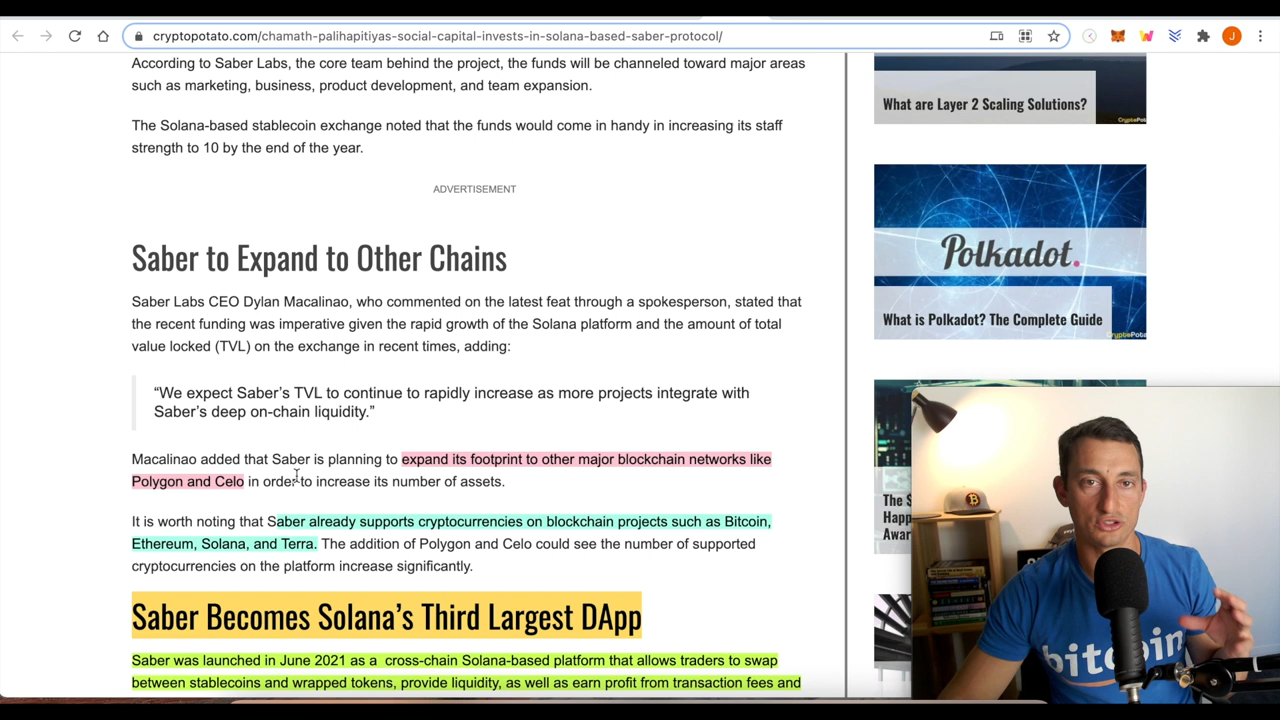 cryptopotato.com/chamath-palihapitiyas-social-capital-invests-in-solana-based-saber-protocol/
J
According to Saber Labs, the core team behind the project, the funds will be channeled toward major areas
such as marketing, business, product development, and team expansion.
The Solana-based stablecoin exchange noted that the funds would come in handy in increasing its staff
strength to 10 by the end of the year.
ADVERTISEMENT
Saber to Expand to Other Chains
Saber Labs CEO Dylan Macalinao, who commented on the latest feat through a spokesperson, stated that
the recent funding was imperative given the rapid growth of the Solana platform and the amount of total
value locked (TVL) on the exchange in recent times, adding:
“We expect Saber’s TVL to continue to rapidly increase as more projects integrate with
Saber’s deep on-chain liquidity.”
Macalinao added that Saber is planning to expand its footprint to other major blockchain networks like
Polygon and Celo in order to increase its number of assets.
It is worth noting that Saber already supports cryptocurrencies on blockchain projects such as Bitcoin,
Ethereum, Solana, and Terra. The addition of Polygon and Celo could see the number of supported
cryptocurrencies on the platform increase significantly.
Saber Becomes Solana’s Third Largest DApp
Saber was launched in June 2021 as a cross-chain Solana-based platform that allows traders to swap
between stablecoins and wrapped tokens, provide liquidity, as well as earn profit from transaction fees and
What are Layer 2 Scaling Solutions?
Polkadot.
What is Polkadot? The Complete Guide
The
Happ
Awar
bitcoin